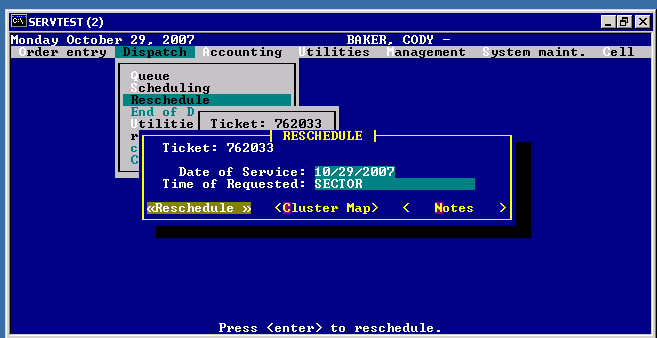 SERVTEST (2)
Monday October 29, 2007 BAKER, CODY -
Order entry Dispatch Accounting Utilities Management System maint. Cell
Queue
Scheduling
Reschedule
End of D
Utilitie
Ticket: 762033
r
c
C
RESCHEDULE
Ticket: 762033
Date of Service: 10/29/2007
Time of Requested: SECTOR
«Reschedule » <Cluster Map> < Notes >
Press <enter> to reschedule.